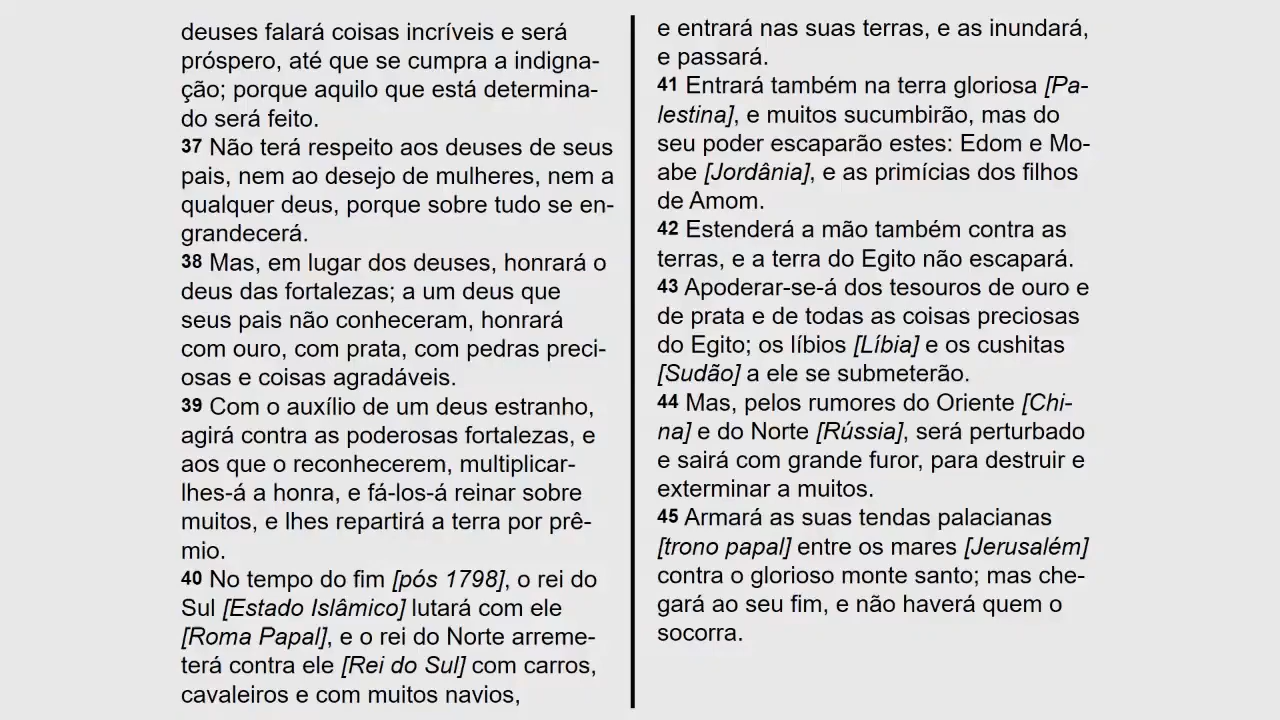 deuses falará coisas incríveis e será
próspero, até que se cumpra a indigna-
ção; porque aquilo que está determina-
do será feito.
37 Não terá respeito aos deuses de seus
pais, nem ao desejo de mulheres, nem a
qualquer deus, porque sobre tudo se en-
grandecerá.
38 Mas, em lugar dos deuses, honrará o
deus das fortalezas; a um deus que
seus pais não conheceram, honrará
com ouro, com prata, com pedras preci-
osas e coisas agradáveis.
39 Com o auxílio de um deus estranho,
agirá contra as poderosas fortalezas, e
aos que o reconhecerem, multiplicar-
lhes-á a honra, e fá-los-á reinar sobre
muitos, e lhes repartirá a terra por prê-
mio.
40 No tempo do fim [pós 1798], o rei do
Sul [Estado Islâmico] lutará com ele
[Roma Papal], e o rei do Norte arreme-
terá contra ele [Rei do Sul] com carros,
cavaleiros e com muitos navios,
e entrará nas suas terras, e as inundará,
e passará.
41 Entrará também na terra gloriosa [Pa-
lestina], e muitos sucumbirão, mas do
seu poder escaparão estes: Edom e Mo-
abe [Jordânia], e as primícias dos filhos
de Amom.
42 Estenderá a mão também contra as
terras, e a terra do Egito não escapará.
43 Apoderar-se-á dos tesouros de ouro e
de prata e de todas as coisas preciosas
do Egito; os líbios [Líbia] e os cushitas
[Sudão] a ele se submeterão.
44 Mas, pelos rumores do Oriente [Chi-
na] e do Norte [Rússia], será perturbado
e sairá com grande furor, para destruir e
exterminar a muitos.
45 Armará as suas tendas palacianas
[trono papal] entre os mares [Jerusalém]
contra o glorioso monte santo; mas che-
gará ao seu fim, e não haverá quem o
socorra.